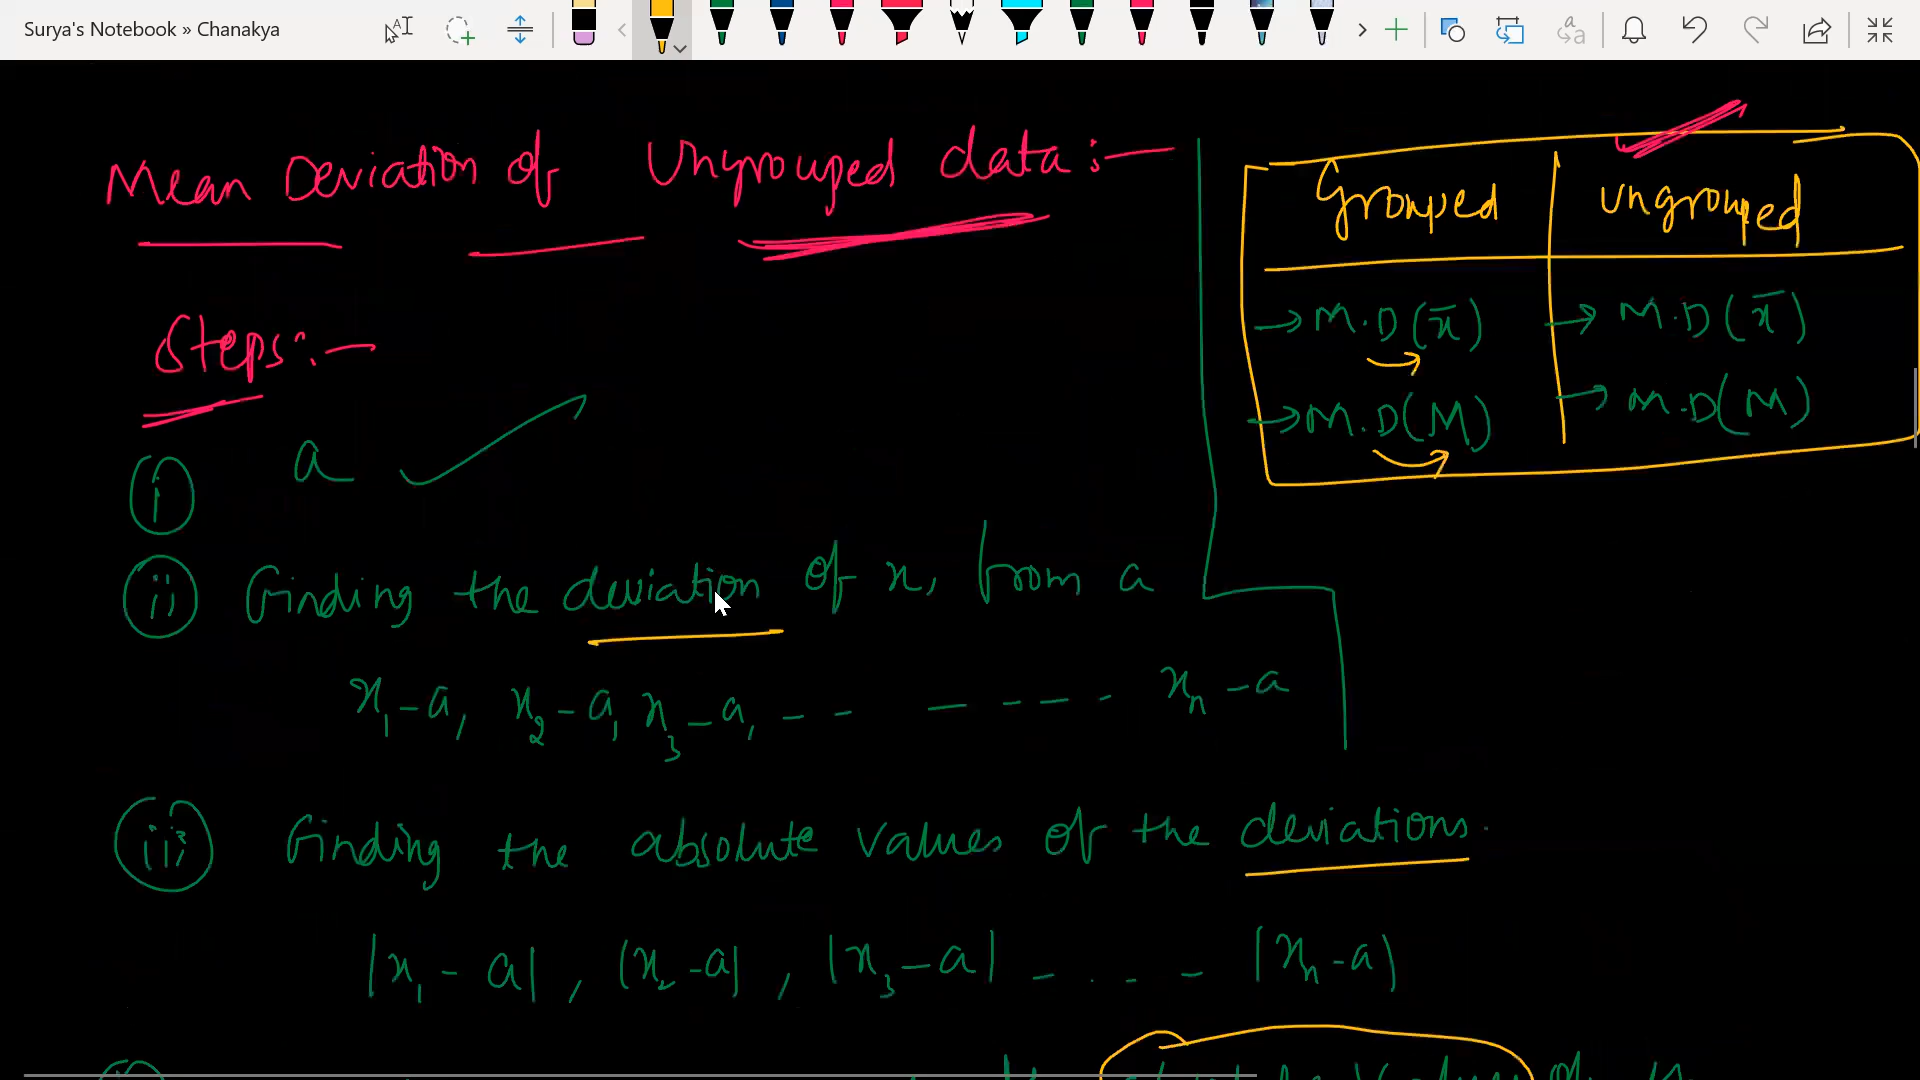 Surya's Notebook » Chanakya
Mean Deviation of Ungrouped data :-
Grouped
ungrouped
Steps :-
→ M.D (x̄)
→ M.D (x̄)
→ M.D (M)
→ M.D (M)
(i) a
(ii) Finding the deviation of xi from a
x₁ - a, x₂ - a, x₃ - a, - - - - - - - xₙ - a
(iii) Finding the absolute values of the deviations.
|x₁ - a| , |x₂ - a| , |x₃ - a| - . . - |xₙ - a|